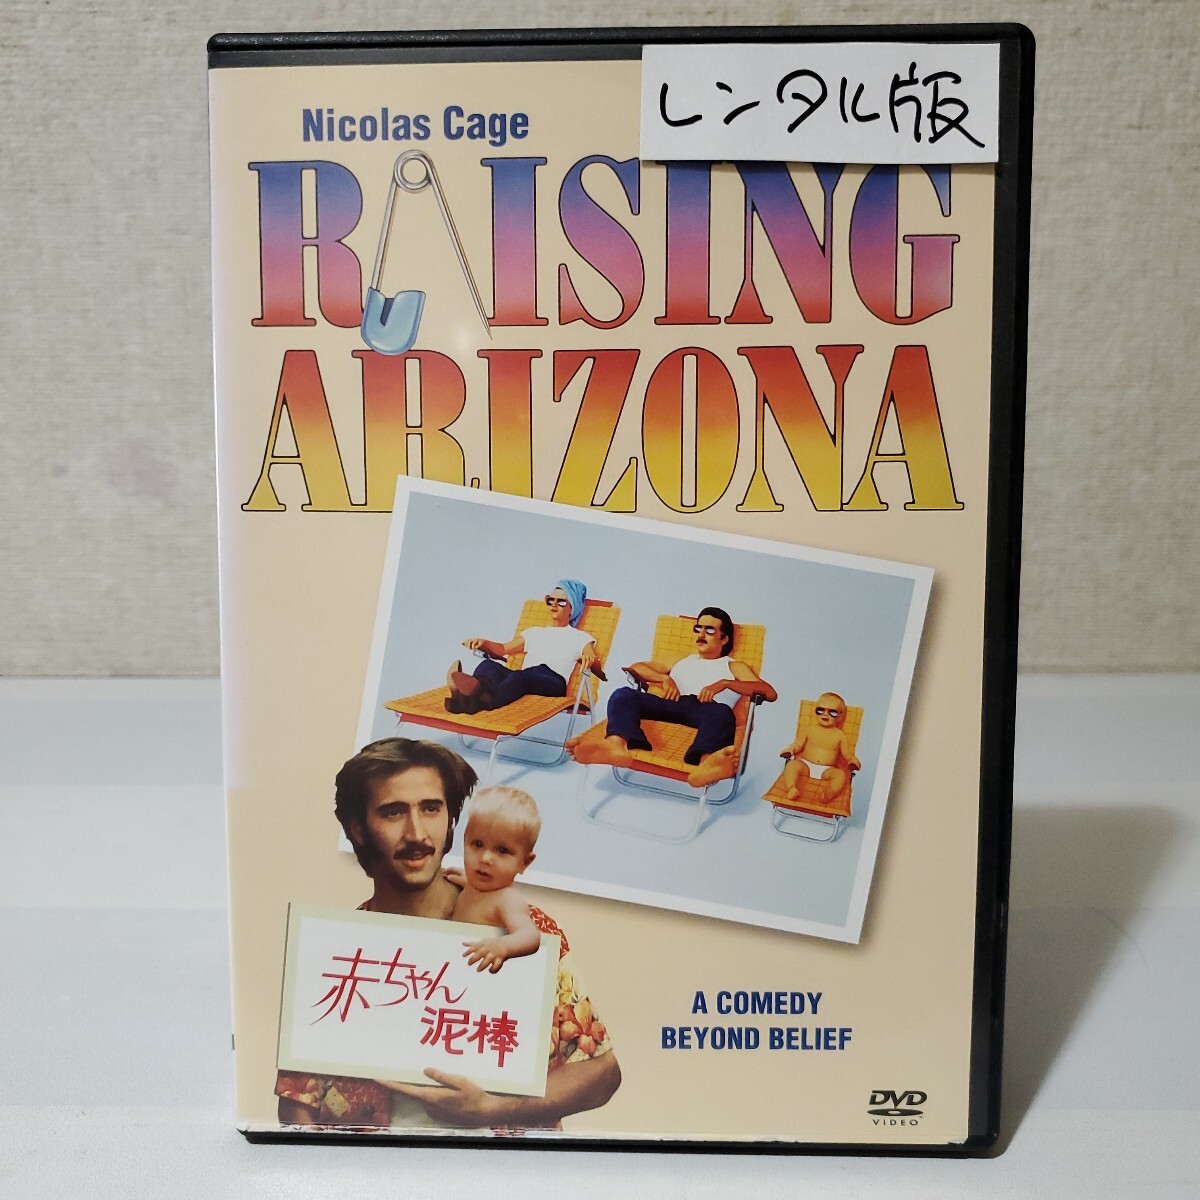 レンタル版
Nicolas Cage
RAISING
ARIZONA
赤ちゃん
泥棒
A COMEDY
BEYOND BELIEF
DVD
VIDEO